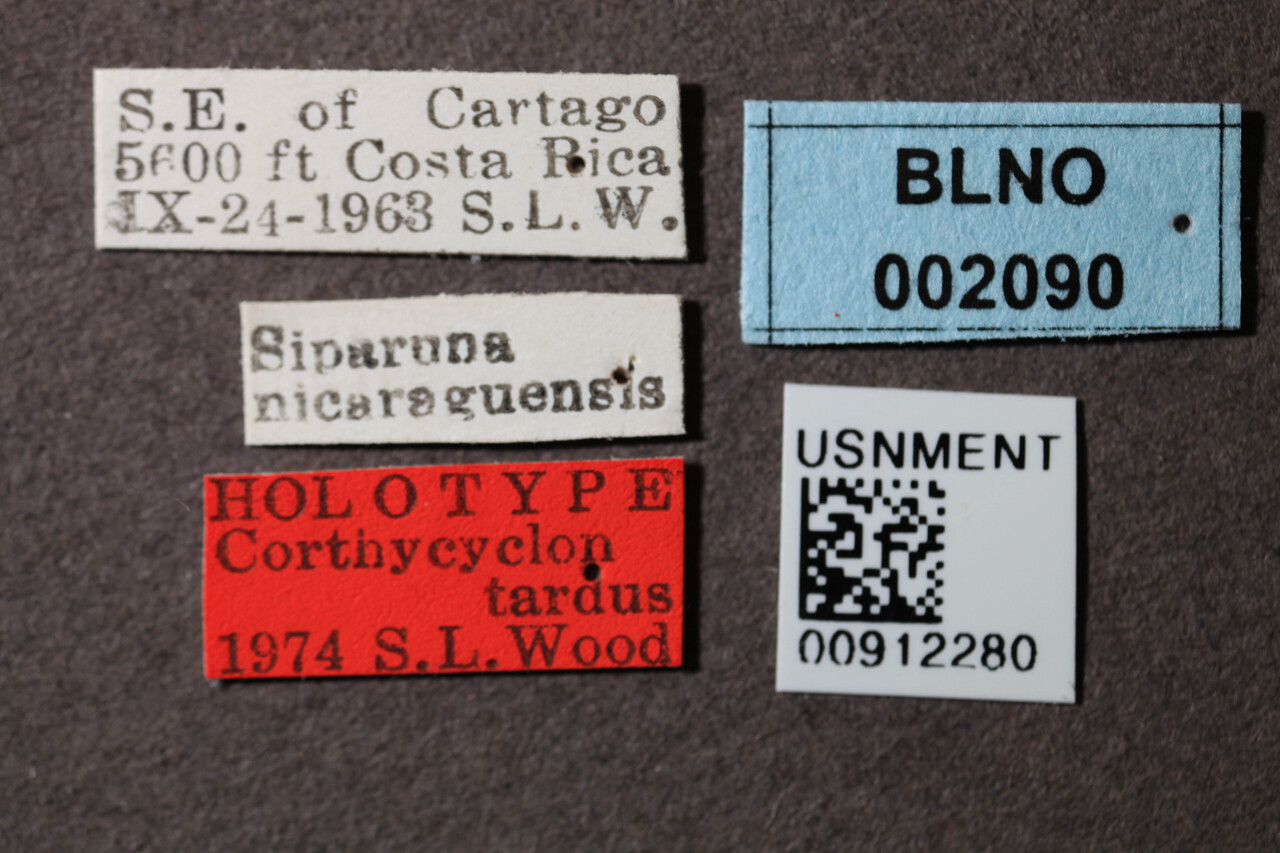 S.E. of Cartago
5600 ft Costa Rica
IX-24-1963 S.L.W.
Siparuna
nicaraguensis
HOLOTYPE
Corthycyclon
tardus
1974 S.L.Wood
BLNO
002090
USNMENT
00912280